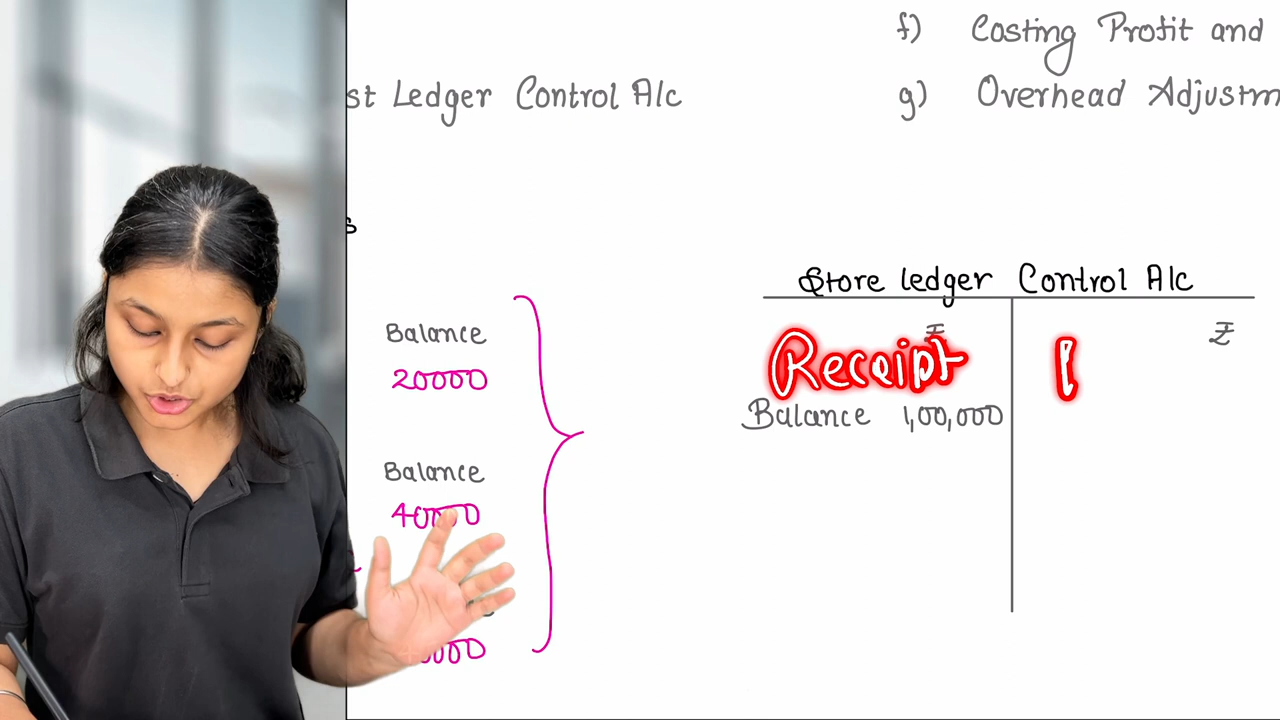 f) Costing Profit and
st Ledger Control A/c
g) Overhead Adjustm
s
Store ledger Control A/c
₹ ₹
Balance
Receipt
20000
Balance 1,00,000
Balance
40000
0000